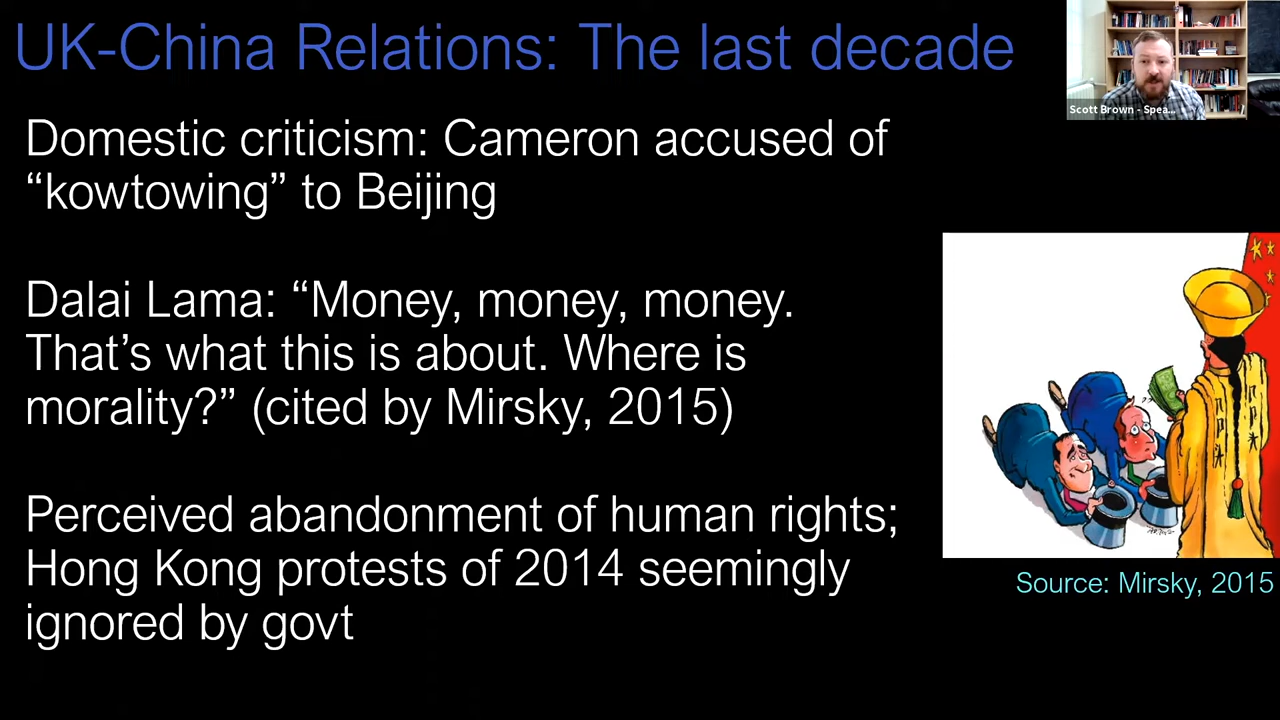 UK-China Relations: The last decade
Scott Brown - Spea...
Domestic criticism: Cameron accused of
“kowtowing” to Beijing
Dalai Lama: “Money, money, money.
That’s what this is about. Where is
morality?” (cited by Mirsky, 2015)
Perceived abandonment of human rights;
Hong Kong protests of 2014 seemingly
ignored by govt
Source: Mirsky, 2015